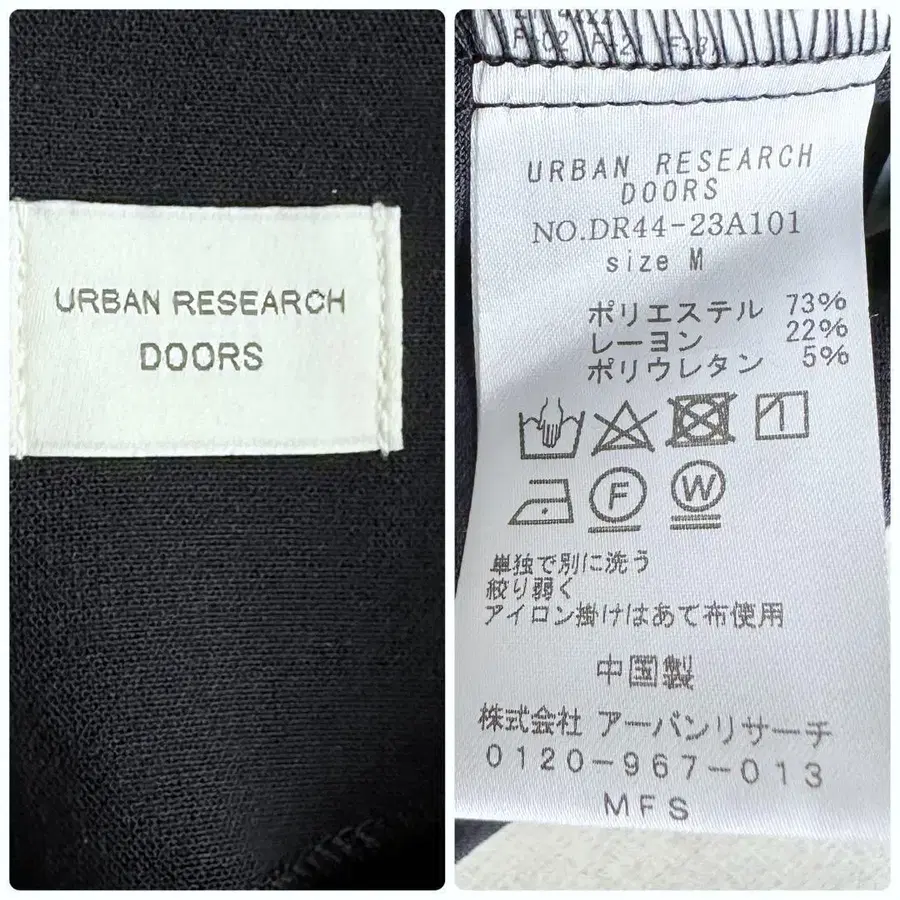 URBAN RESEARCH
DOORS
URBAN RESEARCH
DOORS
NO.DR44-23A101
size M
ポリエステル 73%
レーヨン 22%
ポリウレタン 5%
F
W
単独で別に洗う
絞り弱く
アイロン掛けはあて布使用
中国製
株式会社 アーバンリサーチ
0120-967-013
MFS